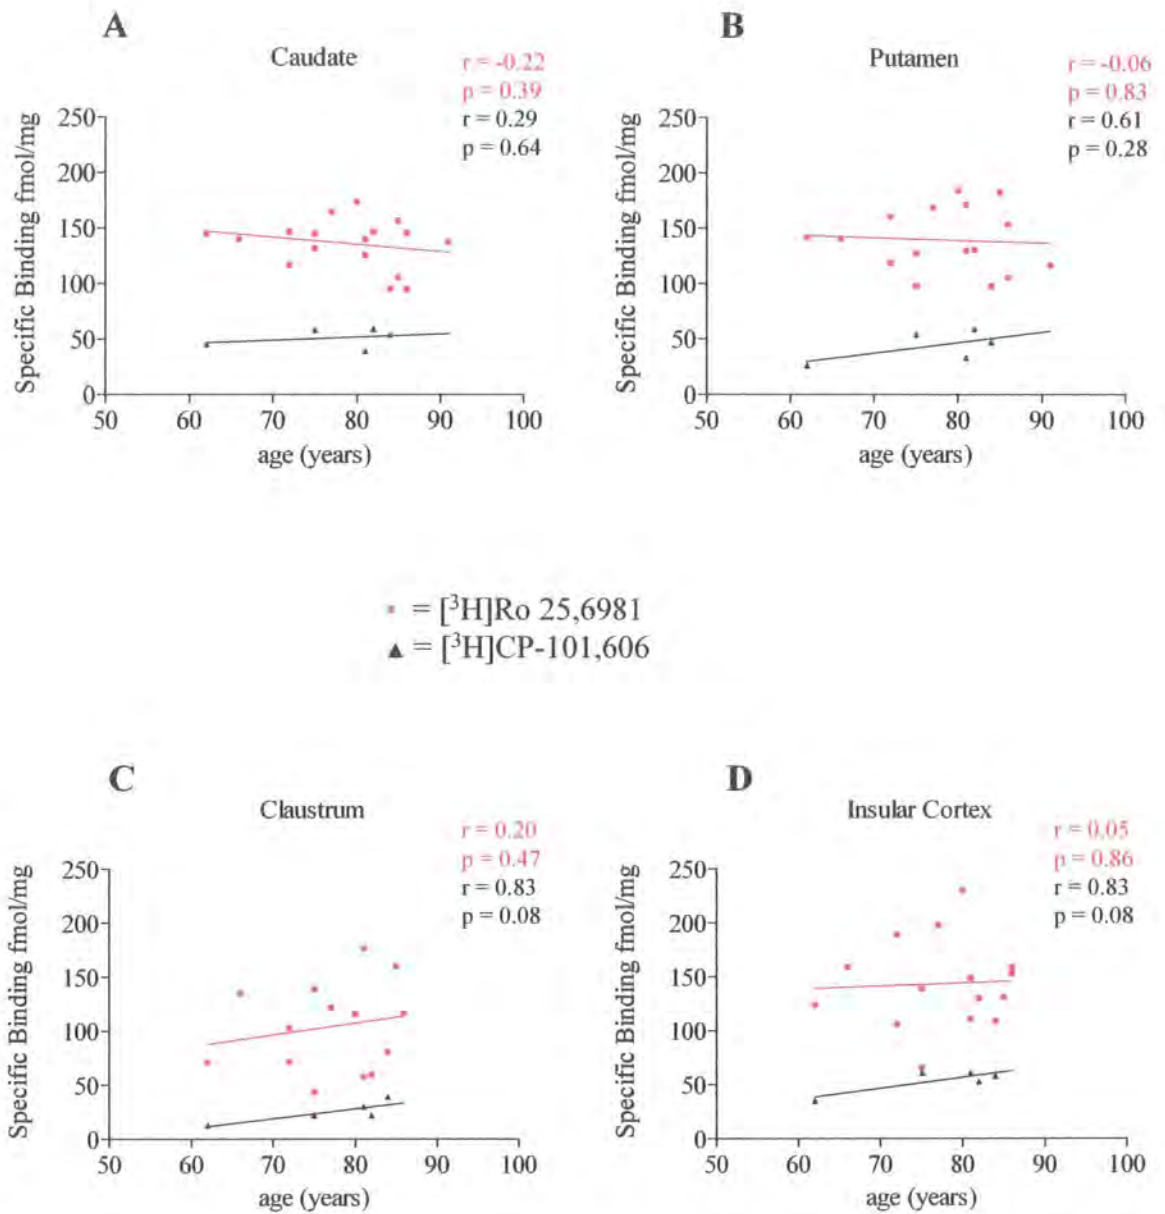 A
Caudate
r = -0.22
p = 0.39
r = 0.29
p = 0.64
Specific Binding fmol/mg
250
200
150
100
50
0
50 60 70 80 90 100
age (years)
B
Putamen
r = -0.06
p = 0.83
r = 0.61
p = 0.28
Specific Binding fmol/mg
250
200
150
100
50
0
50 60 70 80 90 100
age (years)
= [³H]Ro 25,6981
▲ = [³H]CP-101,606
C
Claustrum
r = 0.20
p = 0.47
r = 0.83
p = 0.08
Specific Binding fmol/mg
250
200
150
100
50
0
50 60 70 80 90 100
age (years)
D
Insular Cortex
r = 0.05
p = 0.86
r = 0.83
p = 0.08
Specific Binding fmol/mg
250
200
150
100
50
0
50 60 70 80 90 100
age (years)